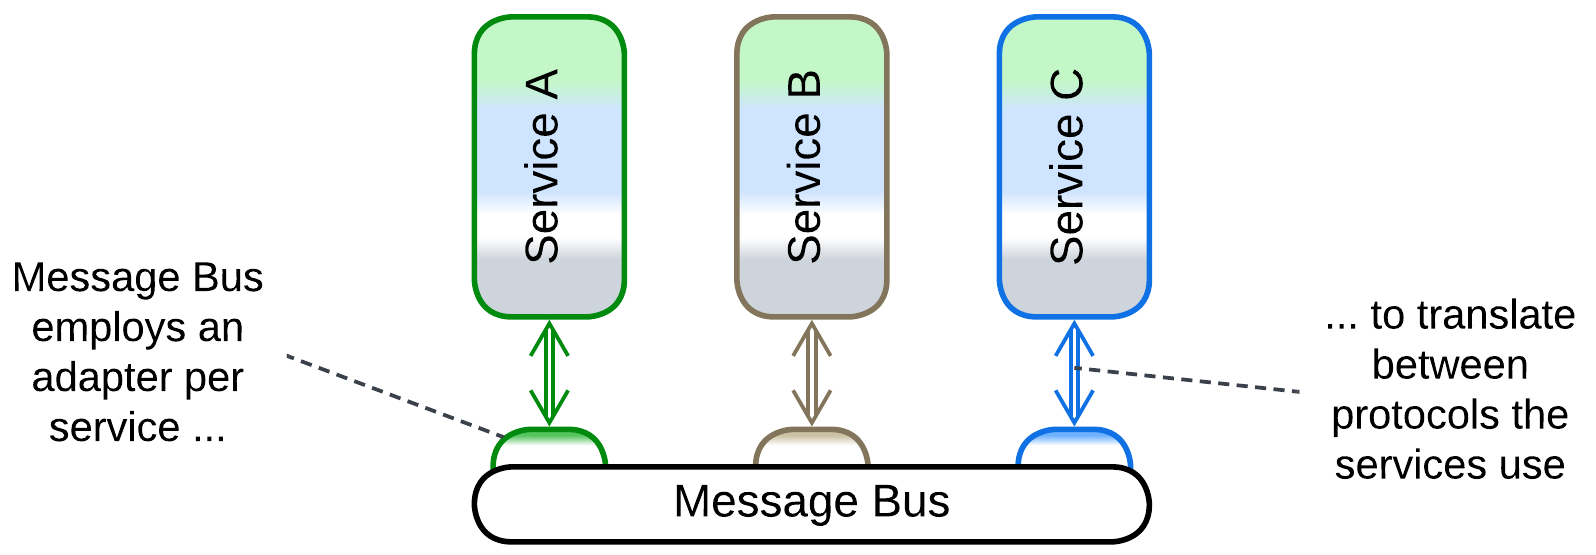 Service A
Service B
Service C
Message Bus
employs an
adapter per
service ...
... to translate
between
protocols the
services use
Message Bus